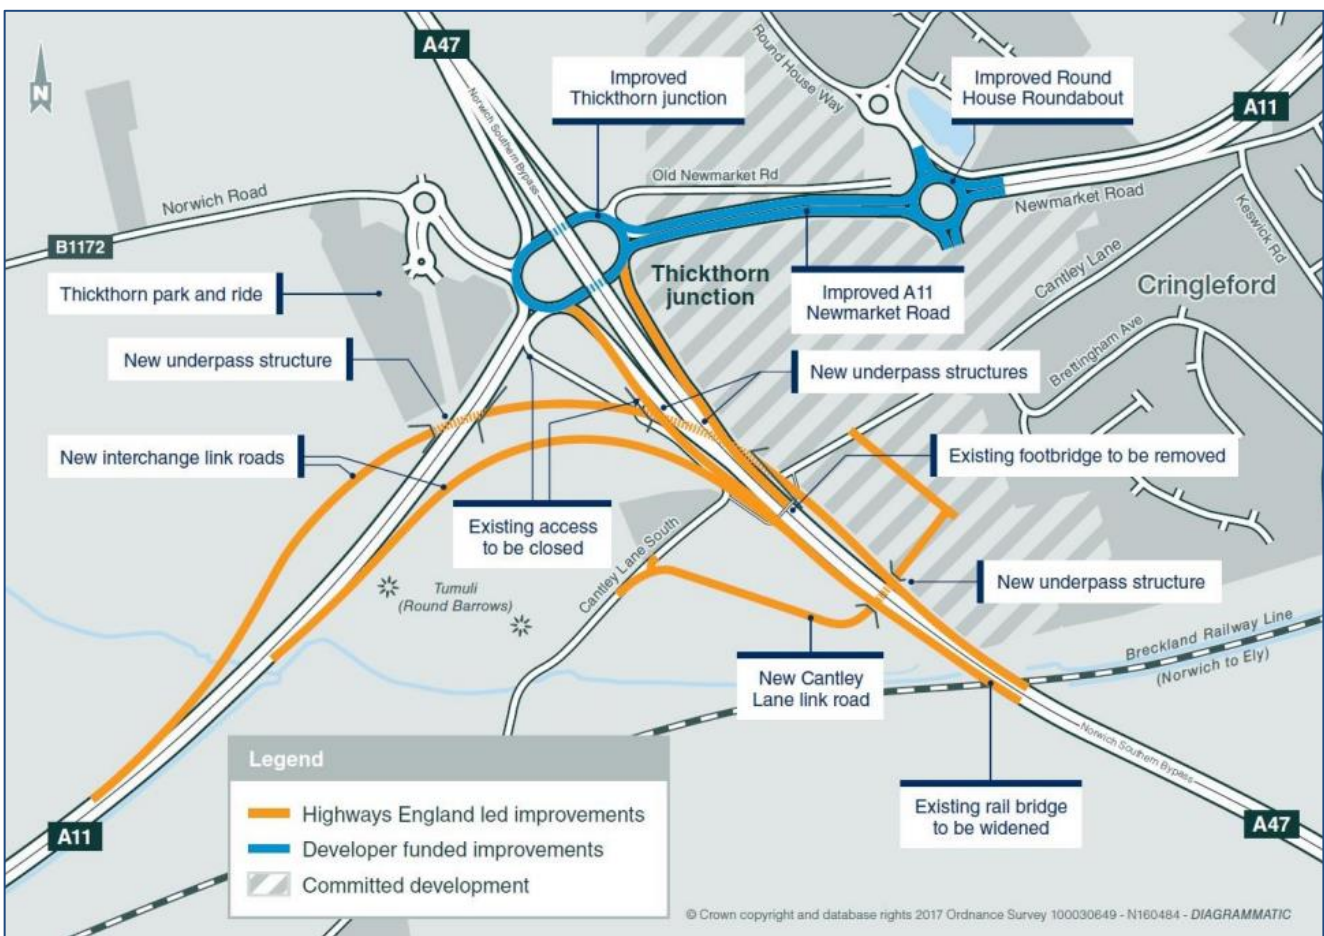 A47
N
Norwich Southern Bypass
Improved
Thickthorn junction
Round House Way
Improved Round
House Roundabout
A11
Norwich Road
Old Newmarket Rd
Newmarket Road
Keswick Rd
B1172
Cantley Lane
Thickthorn park and ride
Thickthorn
junction
Improved A11
Newmarket Road
Cringleford
Brettingham Ave
New underpass structure
New underpass structures
New interchange link roads
Existing footbridge to be removed
Existing access
to be closed
Cantley Lane South
Tumuli
(Round Barrows)
New underpass structure
Breckland Railway Line
(Norwich to Ely)
New Cantley
Lane link road
Norwich Southern Bypass
Existing rail bridge
to be widened
A47
A11
Legend
Highways England led improvements
Developer funded improvements
Committed development
© Crown copyright and database rights 2017 Ordnance Survey 100030649 - N160484 - DIAGRAMMATIC